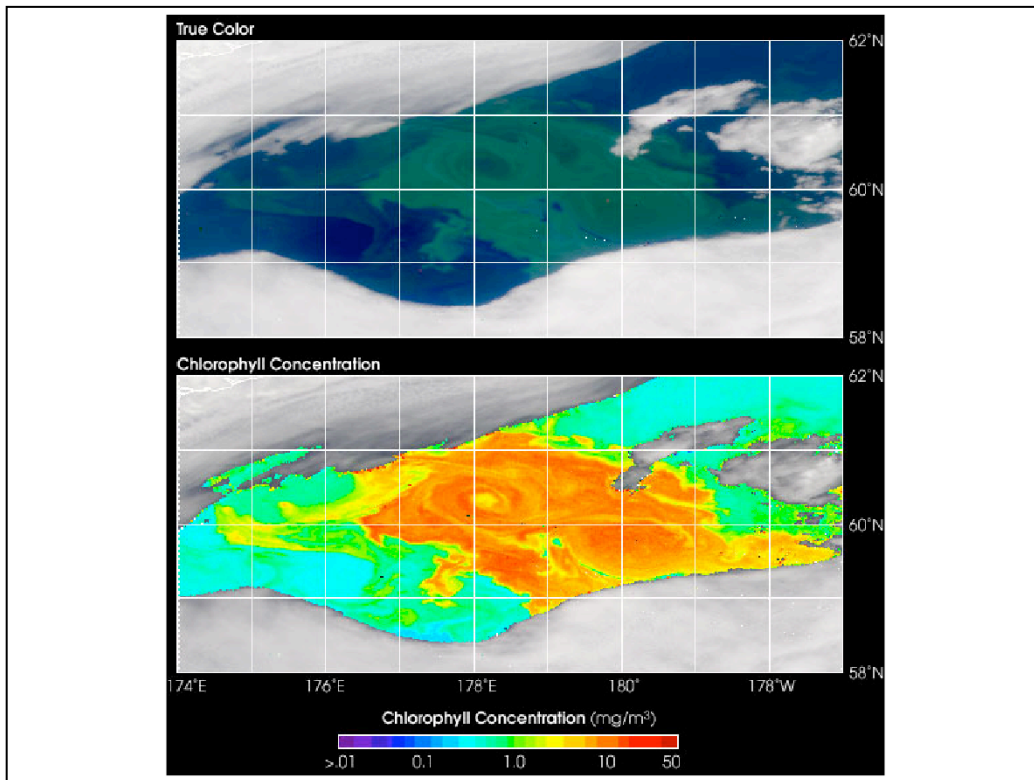 True Color
62°N
60°N
58°N
Chlorophyll Concentration
62°N
60°N
58°N
174°E 176°E 178°E 180° 178°W
Chlorophyll Concentration (mg/m³)
>.01 0.1 1.0 10 50